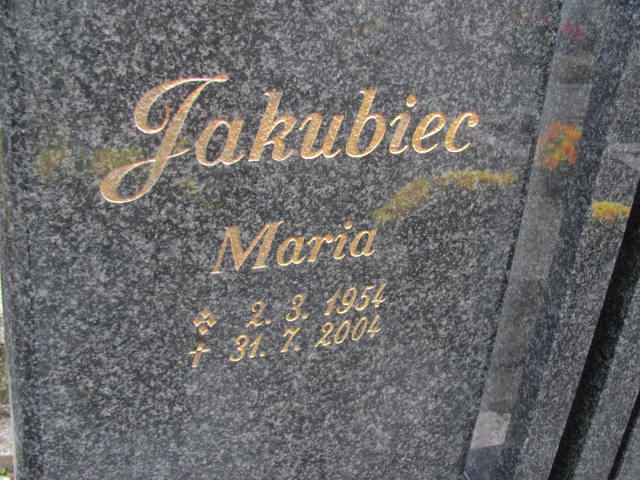 Jakubiec
Maria
2. 3. 1954
† 31. 7. 2004